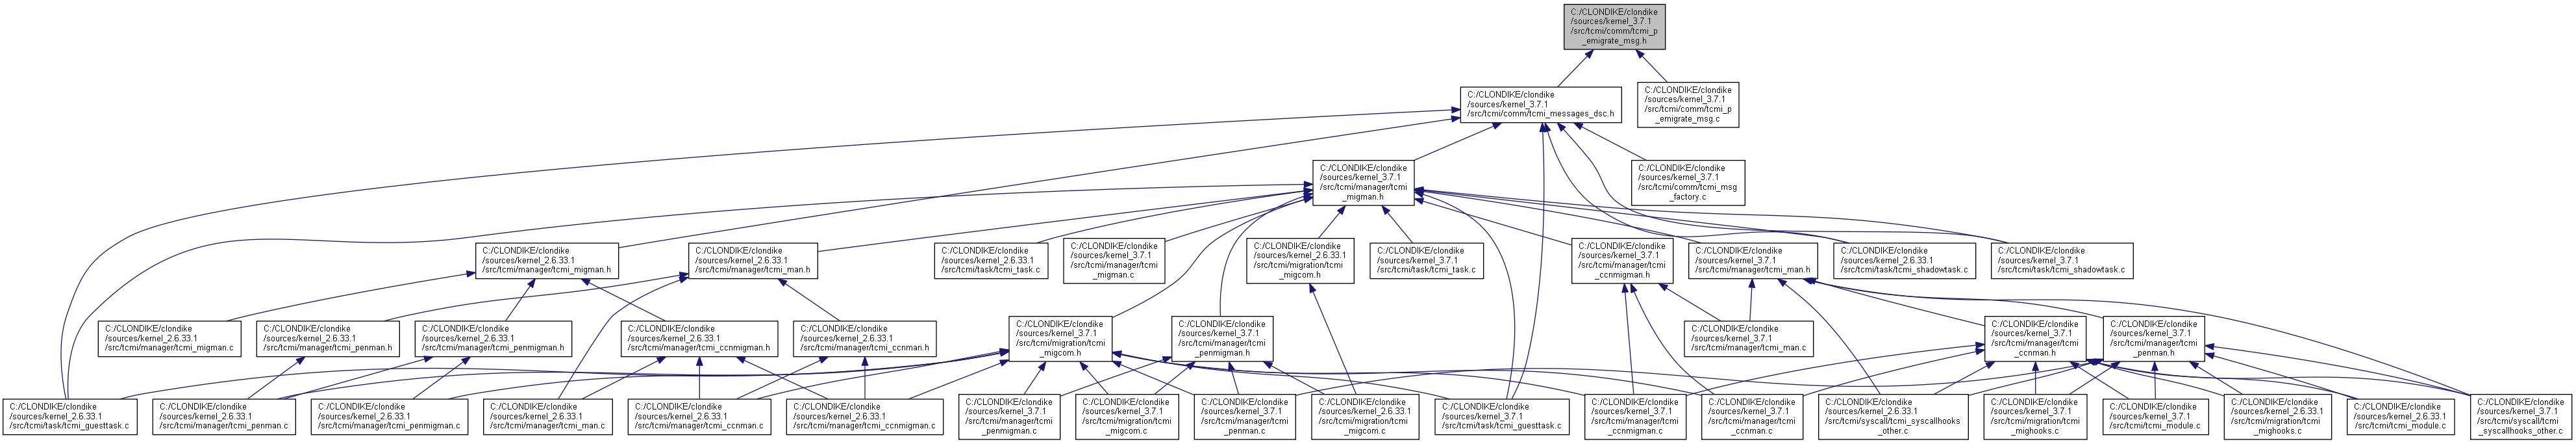 C:/CLONDIKE/clondike
/sources/kernel_3.7.1
/src/tcmi/comm/tcmi_p
_emigrate_msg.h
C:/CLONDIKE/clondike
/sources/kernel_3.7.1
/src/tcmi/comm/tcmi_messages_dsc.h
C:/CLONDIKE/clondike
/sources/kernel_3.7.1
/src/tcmi/comm/tcmi_p
_emigrate_msg.c
C:/CLONDIKE/clondike
/sources/kernel_3.7.1
/src/tcmi/manager/tcmi
_migman.h
C:/CLONDIKE/clondike
/sources/kernel_3.7.1
/src/tcmi/comm/tcmi_msg
_factory.c
C:/CLONDIKE/clondike
/sources/kernel_2.6.33.1
/src/tcmi/manager/tcmi_migman.h
C:/CLONDIKE/clondike
/sources/kernel_2.6.33.1
/src/tcmi/manager/tcmi_man.h
C:/CLONDIKE/clondike
/sources/kernel_2.6.33.1
/src/tcmi/task/tcmi_task.c
C:/CLONDIKE/clondike
/sources/kernel_3.7.1
/src/tcmi/manager/tcmi
_migman.c
C:/CLONDIKE/clondike
/sources/kernel_2.6.33.1
/src/tcmi/migration/tcmi
_migcom.h
C:/CLONDIKE/clondike
/sources/kernel_3.7.1
/src/tcmi/task/tcmi_task.c
C:/CLONDIKE/clondike
/sources/kernel_3.7.1
/src/tcmi/manager/tcmi
_ccnmigman.h
C:/CLONDIKE/clondike
/sources/kernel_3.7.1
/src/tcmi/manager/tcmi_man.h
C:/CLONDIKE/clondike
/sources/kernel_2.6.33.1
/src/tcmi/task/tcmi_shadowtask.c
C:/CLONDIKE/clondike
/sources/kernel_3.7.1
/src/tcmi/task/tcmi_shadowtask.c
C:/CLONDIKE/clondike
/sources/kernel_2.6.33.1
/src/tcmi/manager/tcmi_migman.c
C:/CLONDIKE/clondike
/sources/kernel_2.6.33.1
/src/tcmi/manager/tcmi_penman.h
C:/CLONDIKE/clondike
/sources/kernel_2.6.33.1
/src/tcmi/manager/tcmi_penmigman.h
C:/CLONDIKE/clondike
/sources/kernel_2.6.33.1
/src/tcmi/manager/tcmi_ccnmigman.h
C:/CLONDIKE/clondike
/sources/kernel_2.6.33.1
/src/tcmi/manager/tcmi_ccnman.h
C:/CLONDIKE/clondike
/sources/kernel_3.7.1
/src/tcmi/migration/tcmi
_migcom.h
C:/CLONDIKE/clondike
/sources/kernel_3.7.1
/src/tcmi/manager/tcmi
_penmigman.h
C:/CLONDIKE/clondike
/sources/kernel_3.7.1
/src/tcmi/manager/tcmi_man.c
C:/CLONDIKE/clondike
/sources/kernel_3.7.1
/src/tcmi/manager/tcmi
_ccnman.h
C:/CLONDIKE/clondike
/sources/kernel_3.7.1
/src/tcmi/manager/tcmi
_penman.h
C:/CLONDIKE/clondike
/sources/kernel_2.6.33.1
/src/tcmi/task/tcmi_guesttask.c
C:/CLONDIKE/clondike
/sources/kernel_2.6.33.1
/src/tcmi/manager/tcmi_penman.c
C:/CLONDIKE/clondike
/sources/kernel_2.6.33.1
/src/tcmi/manager/tcmi_penmigman.c
C:/CLONDIKE/clondike
/sources/kernel_2.6.33.1
/src/tcmi/manager/tcmi_man.c
C:/CLONDIKE/clondike
/sources/kernel_2.6.33.1
/src/tcmi/manager/tcmi_ccnman.c
C:/CLONDIKE/clondike
/sources/kernel_2.6.33.1
/src/tcmi/manager/tcmi_ccnmigman.c
C:/CLONDIKE/clondike
/sources/kernel_3.7.1
/src/tcmi/manager/tcmi
_penmigman.c
C:/CLONDIKE/clondike
/sources/kernel_3.7.1
/src/tcmi/migration/tcmi
_migcom.c
C:/CLONDIKE/clondike
/sources/kernel_3.7.1
/src/tcmi/manager/tcmi
_penman.c
C:/CLONDIKE/clondike
/sources/kernel_2.6.33.1
/src/tcmi/migration/tcmi
_migcom.c
C:/CLONDIKE/clondike
/sources/kernel_3.7.1
/src/tcmi/task/tcmi_guesttask.c
C:/CLONDIKE/clondike
/sources/kernel_3.7.1
/src/tcmi/manager/tcmi
_ccnmigman.c
C:/CLONDIKE/clondike
/sources/kernel_3.7.1
/src/tcmi/manager/tcmi
_ccnman.c
C:/CLONDIKE/clondike
/sources/kernel_2.6.33.1
/src/tcmi/syscall/tcmi_syscallhooks
_other.c
C:/CLONDIKE/clondike
/sources/kernel_3.7.1
/src/tcmi/migration/tcmi
_mighooks.c
C:/CLONDIKE/clondike
/sources/kernel_3.7.1
/src/tcmi/tcmi_module.c
C:/CLONDIKE/clondike
/sources/kernel_2.6.33.1
/src/tcmi/migration/tcmi
_mighooks.c
C:/CLONDIKE/clondike
/sources/kernel_2.6.33.1
/src/tcmi/tcmi_module.c
C:/CLONDIKE/clondike
/sources/kernel_3.7.1
/src/tcmi/syscall/tcmi
_syscallhooks_other.c